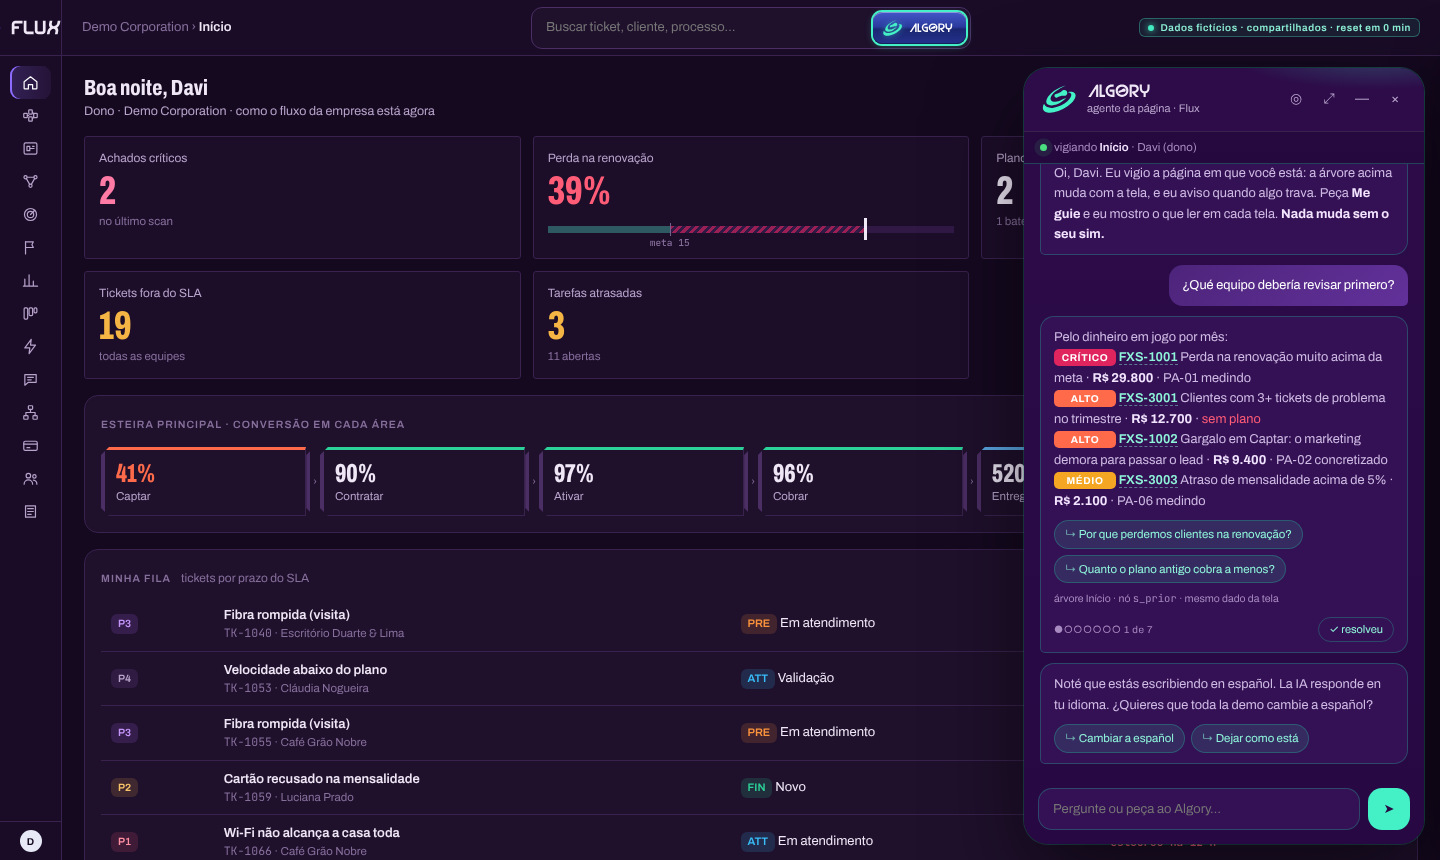 FLUX
Demo Corporation › Início
Buscar ticket, cliente, processo...
ALGORY
Dados fictícios · compartilhados · reset em 0 min
Boa noite, Davi
Dono · Demo Corporation · como o fluxo da empresa está agora
Achados críticos
2
no último scan
Perda na renovação
39%
meta 15
Plano
2
1 bate
Tickets fora do SLA
19
todas as equipes
Tarefas atrasadas
3
11 abertas
ESTEIRA PRINCIPAL · CONVERSÃO EM CADA ÁREA
41%
Captar
›
90%
Contratar
›
97%
Ativar
›
96%
Cobrar
›
520
Entreg
MINHA FILA tickets por prazo do SLA
P3
Fibra rompida (visita)
TK-1040 · Escritório Duarte & Lima
PRE Em atendimento
P4
Velocidade abaixo do plano
TK-1053 · Cláudia Nogueira
ATT Validação
P3
Fibra rompida (visita)
TK-1055 · Café Grão Nobre
PRE Em atendimento
P2
Cartão recusado na mensalidade
TK-1059 · Luciana Prado
FIN Novo
P1
Wi-Fi não alcança a casa toda
TK-1066 · Café Grão Nobre
ATT Em atendimento
D
ALGORY
agente da página · Flux
vigiando Início · Davi (dono)
Oi, Davi. Eu vigio a página em que você está: a árvore acima
muda com a tela, e eu aviso quando algo trava. Peça Me
guie e eu mostro o que ler em cada tela. Nada muda sem o
seu sim.
¿Qué equipo debería revisar primero?
Pelo dinheiro em jogo por mês:
CRÍTICO FXS-1001 Perda na renovação muito acima da
meta · R$ 29.800 · PA-01 medindo
ALTO FXS-3001 Clientes com 3+ tickets de problema
no trimestre · R$ 12.700 · sem plano
ALTO FXS-1002 Gargalo em Captar: o marketing
demora para passar o lead · R$ 9.400 · PA-02 concretizado
MÉDIO FXS-3003 Atraso de mensalidade acima de 5% ·
R$ 2.100 · PA-06 medindo
↳ Por que perdemos clientes na renovação?
↳ Quanto o plano antigo cobra a menos?
árvore Início · nó s_prior · mesmo dado da tela
1 de 7
✓ resolveu
Noté que estás escribiendo en español. La IA responde en
tu idioma. ¿Quieres que toda la demo cambie a español?
↳ Cambiar a español
↳ Dejar como está
Pergunte ou peça ao Algory...